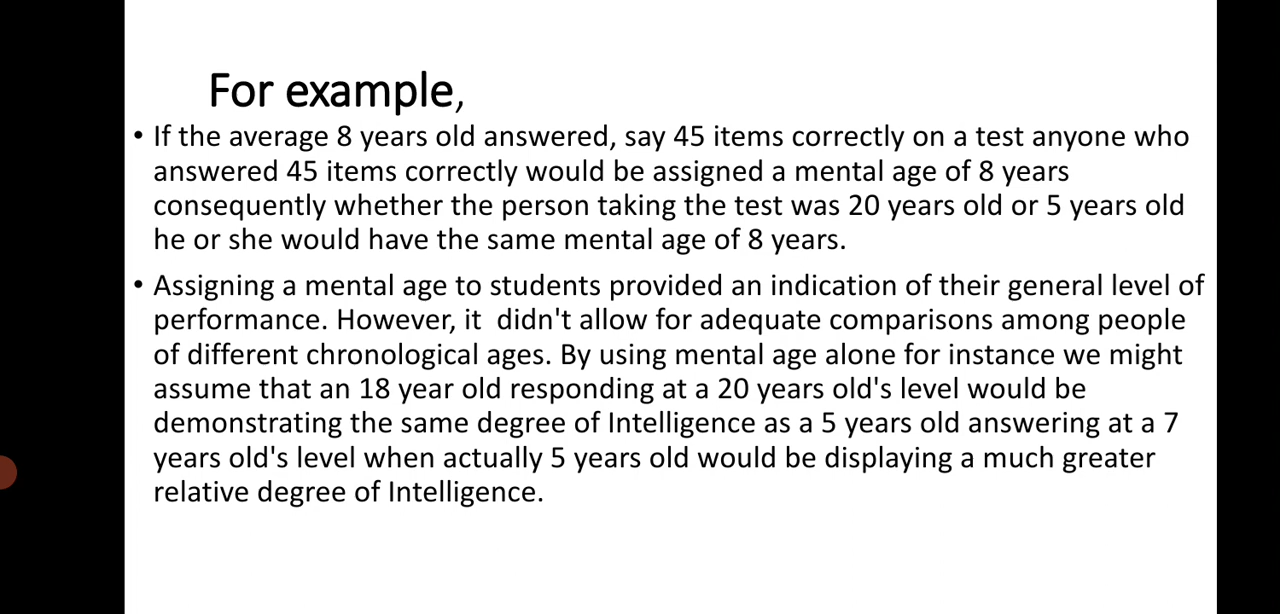 For example,
• If the average 8 years old answered, say 45 items correctly on a test anyone who
answered 45 items correctly would be assigned a mental age of 8 years
consequently whether the person taking the test was 20 years old or 5 years old
he or she would have the same mental age of 8 years.
• Assigning a mental age to students provided an indication of their general level of
performance. However, it  didn't allow for adequate comparisons among people
of different chronological ages. By using mental age alone for instance we might
assume that an 18 year old responding at a 20 years old's level would be
demonstrating the same degree of Intelligence as a 5 years old answering at a 7
years old's level when actually 5 years old would be displaying a much greater
relative degree of Intelligence.